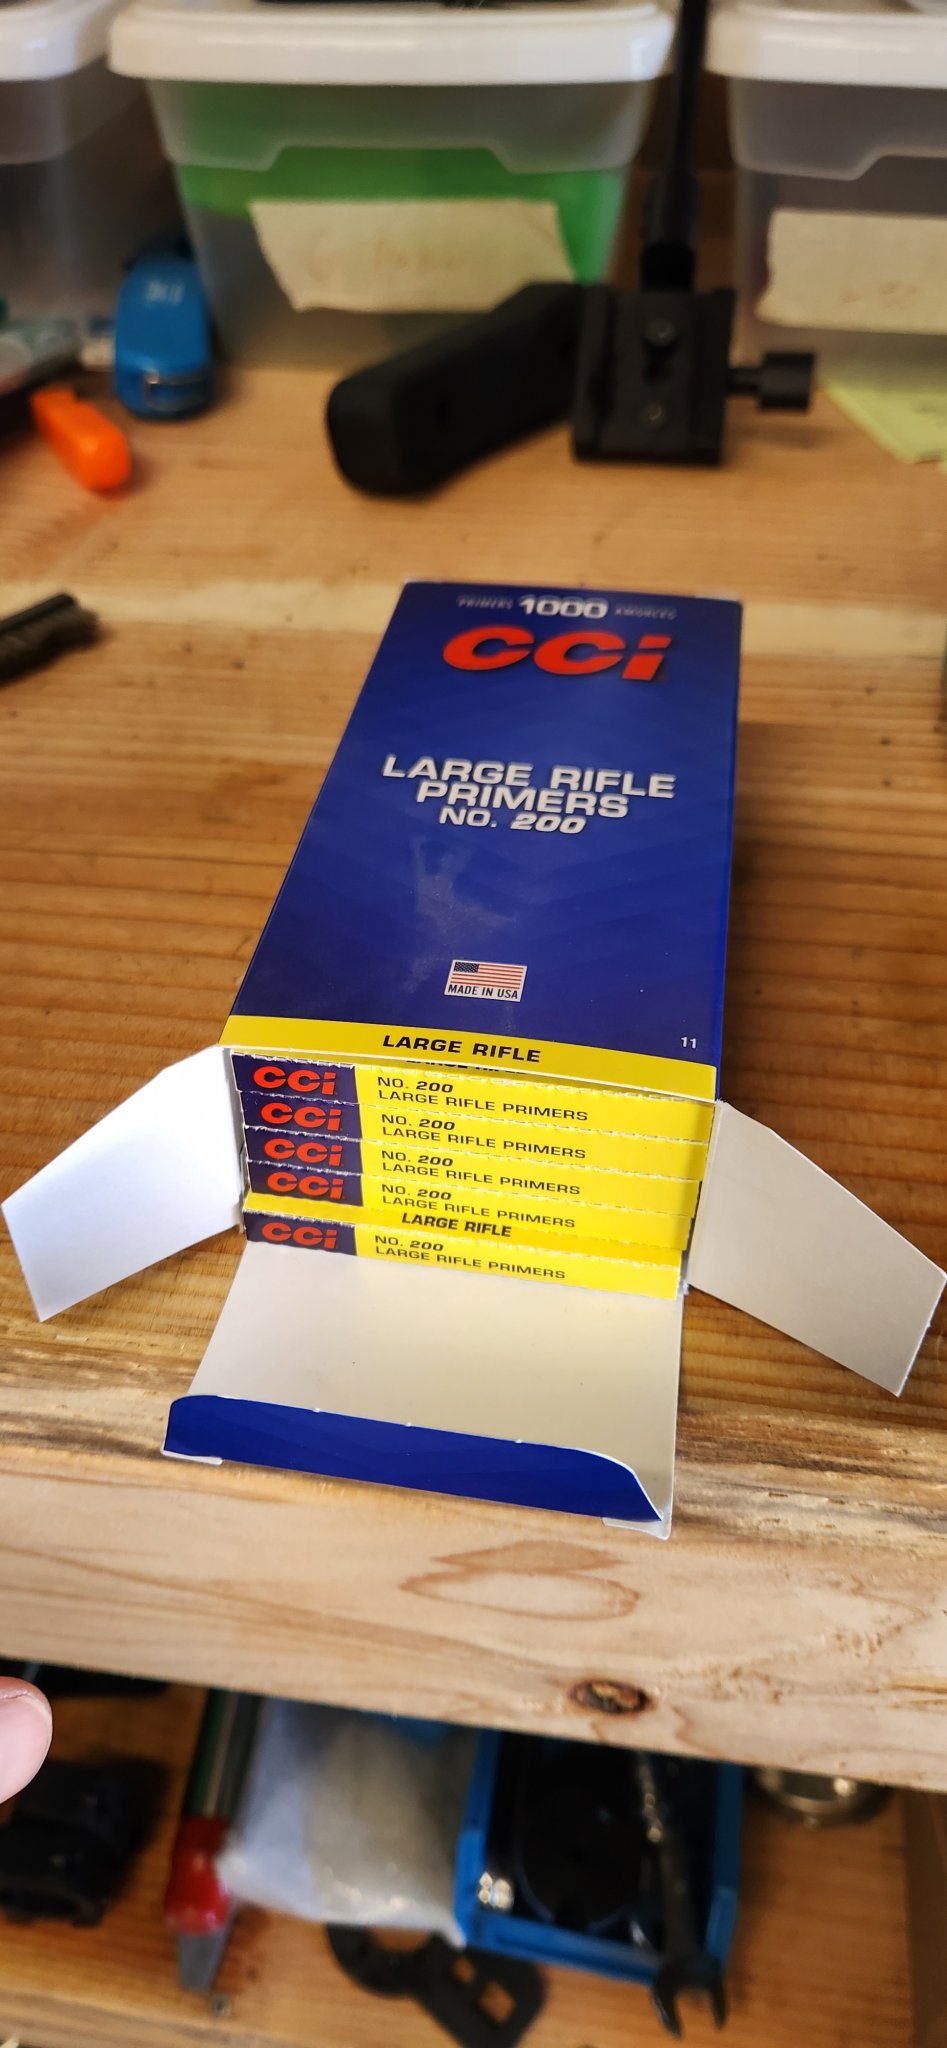 PRIMERS 1000 AMORCES
CCi
LARGE RIFLE
PRIMERS
NO. 200
MADE IN USA
11
LARGE RIFLE
CCi NO. 200
LARGE RIFLE PRIMERS
CCi NO. 200
LARGE RIFLE PRIMERS
CCi NO. 200
LARGE RIFLE PRIMERS
CCi NO. 200
LARGE RIFLE PRIMERS
LARGE RIFLE
CCi NO. 200
LARGE RIFLE PRIMERS